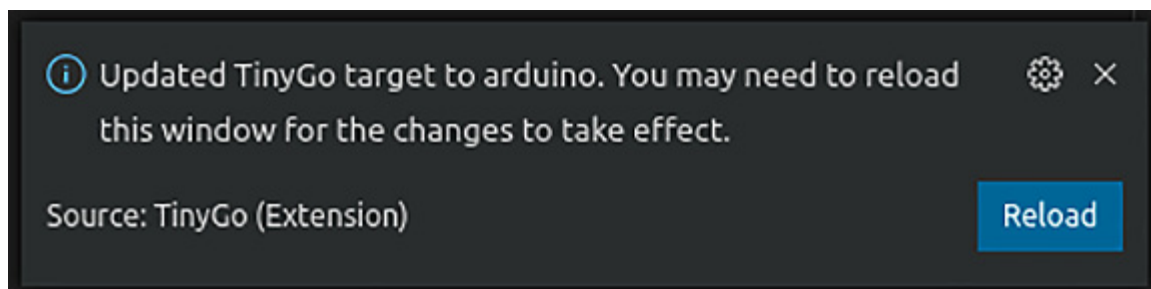 Updated TinyGo target to arduino. You may need to reload
this window for the changes to take effect.
Source: TinyGo (Extension)
Reload